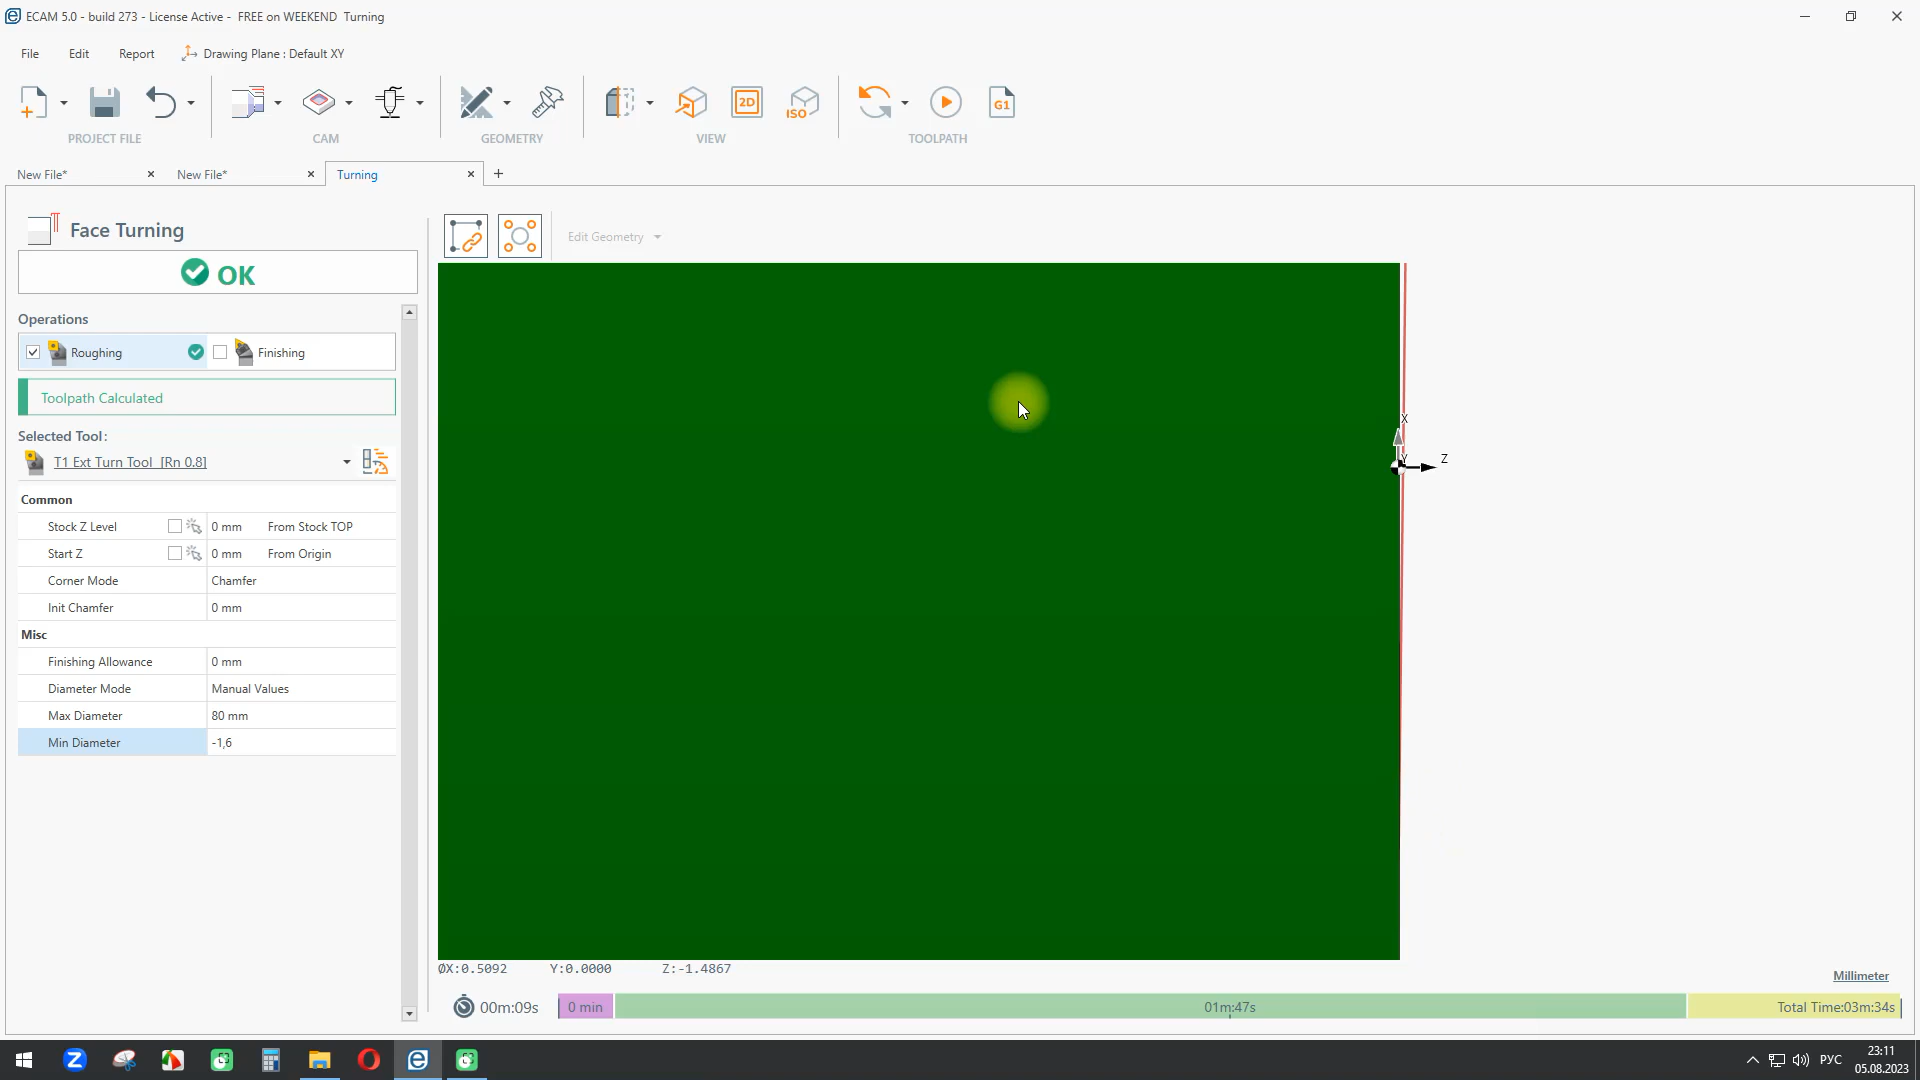 ECAM 5.0 - build 273 - License Active - FREE on WEEKEND Turning
File Edit Report Drawing Plane : Default XY
2D ISO G1
PROJECT FILE CAM GEOMETRY VIEW TOOLPATH
New File* New File* Turning
Face Turning
Edit Geometry
OK
Operations
Roughing Finishing
Toolpath Calculated
Selected Tool:
T1 Ext Turn Tool [Rn 0.8]
Common
Stock Z Level 0 mm From Stock TOP
Start Z 0 mm From Origin
Corner Mode Chamfer
Init Chamfer 0 mm
Misc
Finishing Allowance 0 mm
Diameter Mode Manual Values
Max Diameter 80 mm
Min Diameter -1,6
X
Y Z
ØX:0.5092 Y:0.0000 Z:-1.4867
Millimeter
00m:09s 0 min 01m:47s Total Time:03m:34s
РУС
23:11
05.08.2023